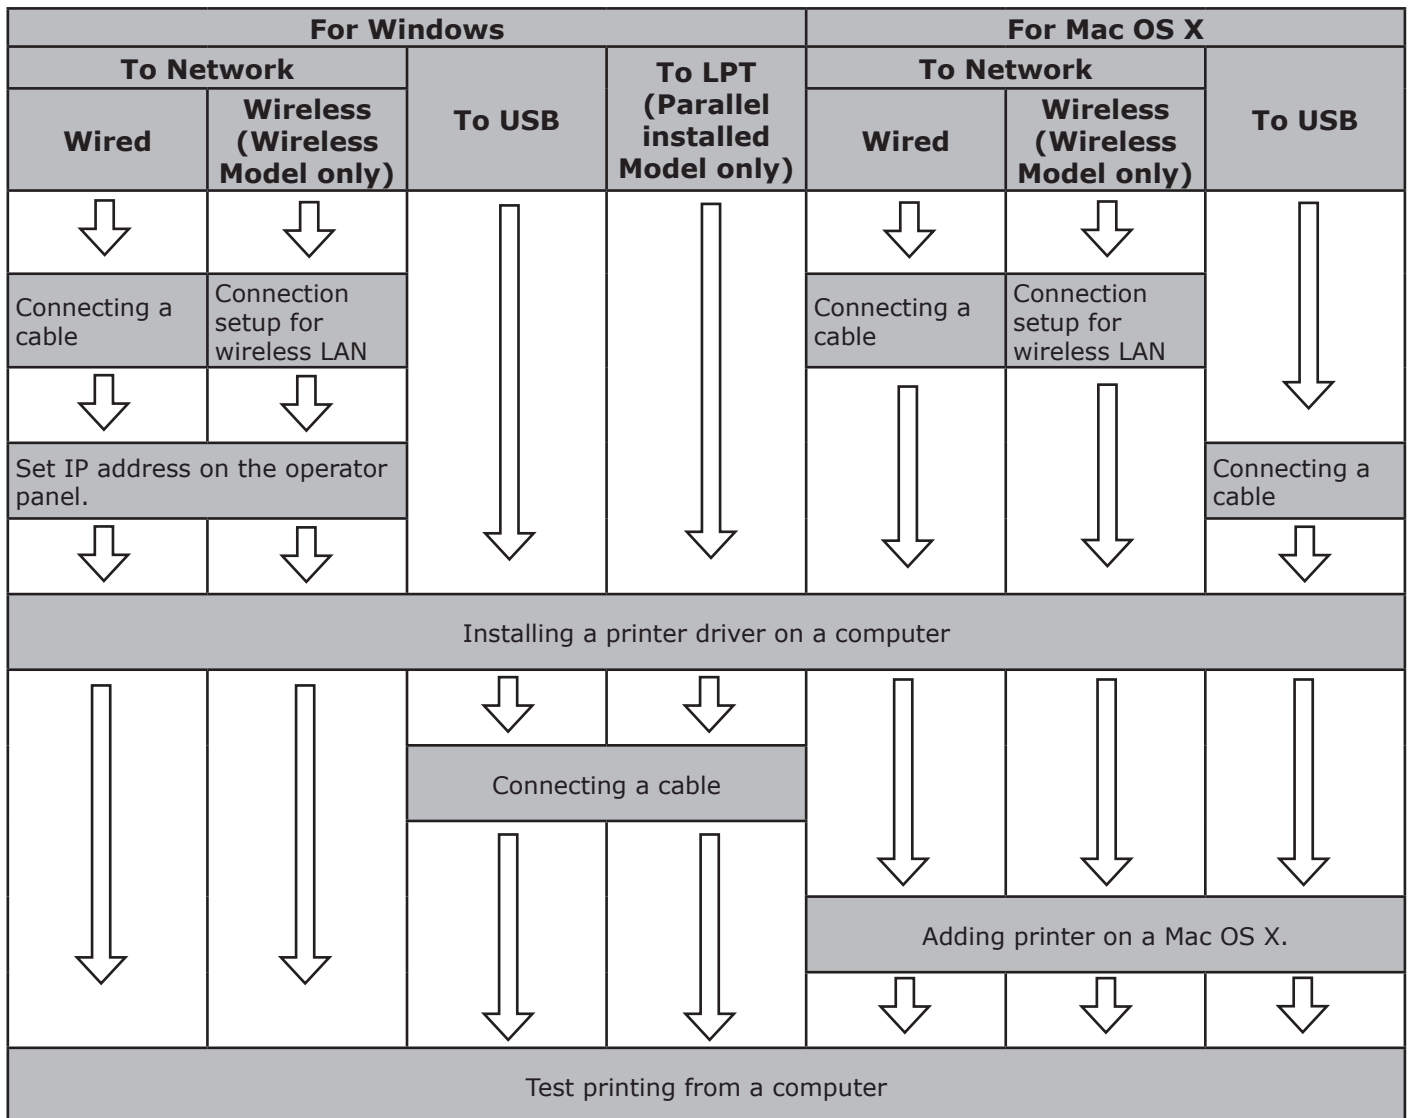 For Windows
For Mac OS X
To Network
To USB
To LPT
(Parallel
installed
Model only)
To Network
To USB
Wired
Wireless
(Wireless
Model only)
Wired
Wireless
(Wireless
Model only)
Connecting a
cable
Connection
setup for
wireless LAN
Connecting a
cable
Connection
setup for
wireless LAN
Set IP address on the operator
panel.
Connecting a
cable
Installing a printer driver on a computer
Connecting a cable
Adding printer on a Mac OS X.
Test printing from a computer